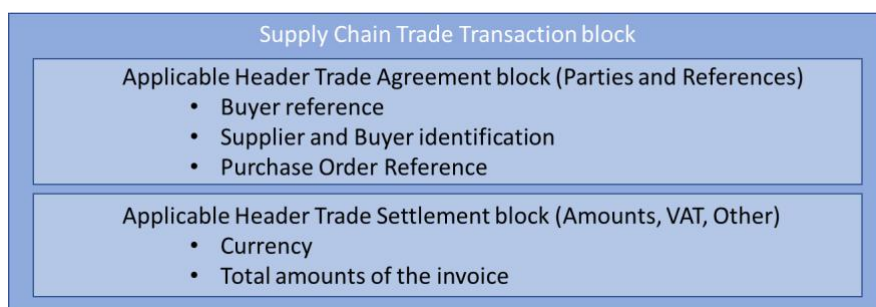 Supply Chain Trade Transaction block
Applicable Header Trade Agreement block (Parties and References)
• Buyer reference
• Supplier and Buyer identification
• Purchase Order Reference
Applicable Header Trade Settlement block (Amounts, VAT, Other)
• Currency
• Total amounts of the invoice